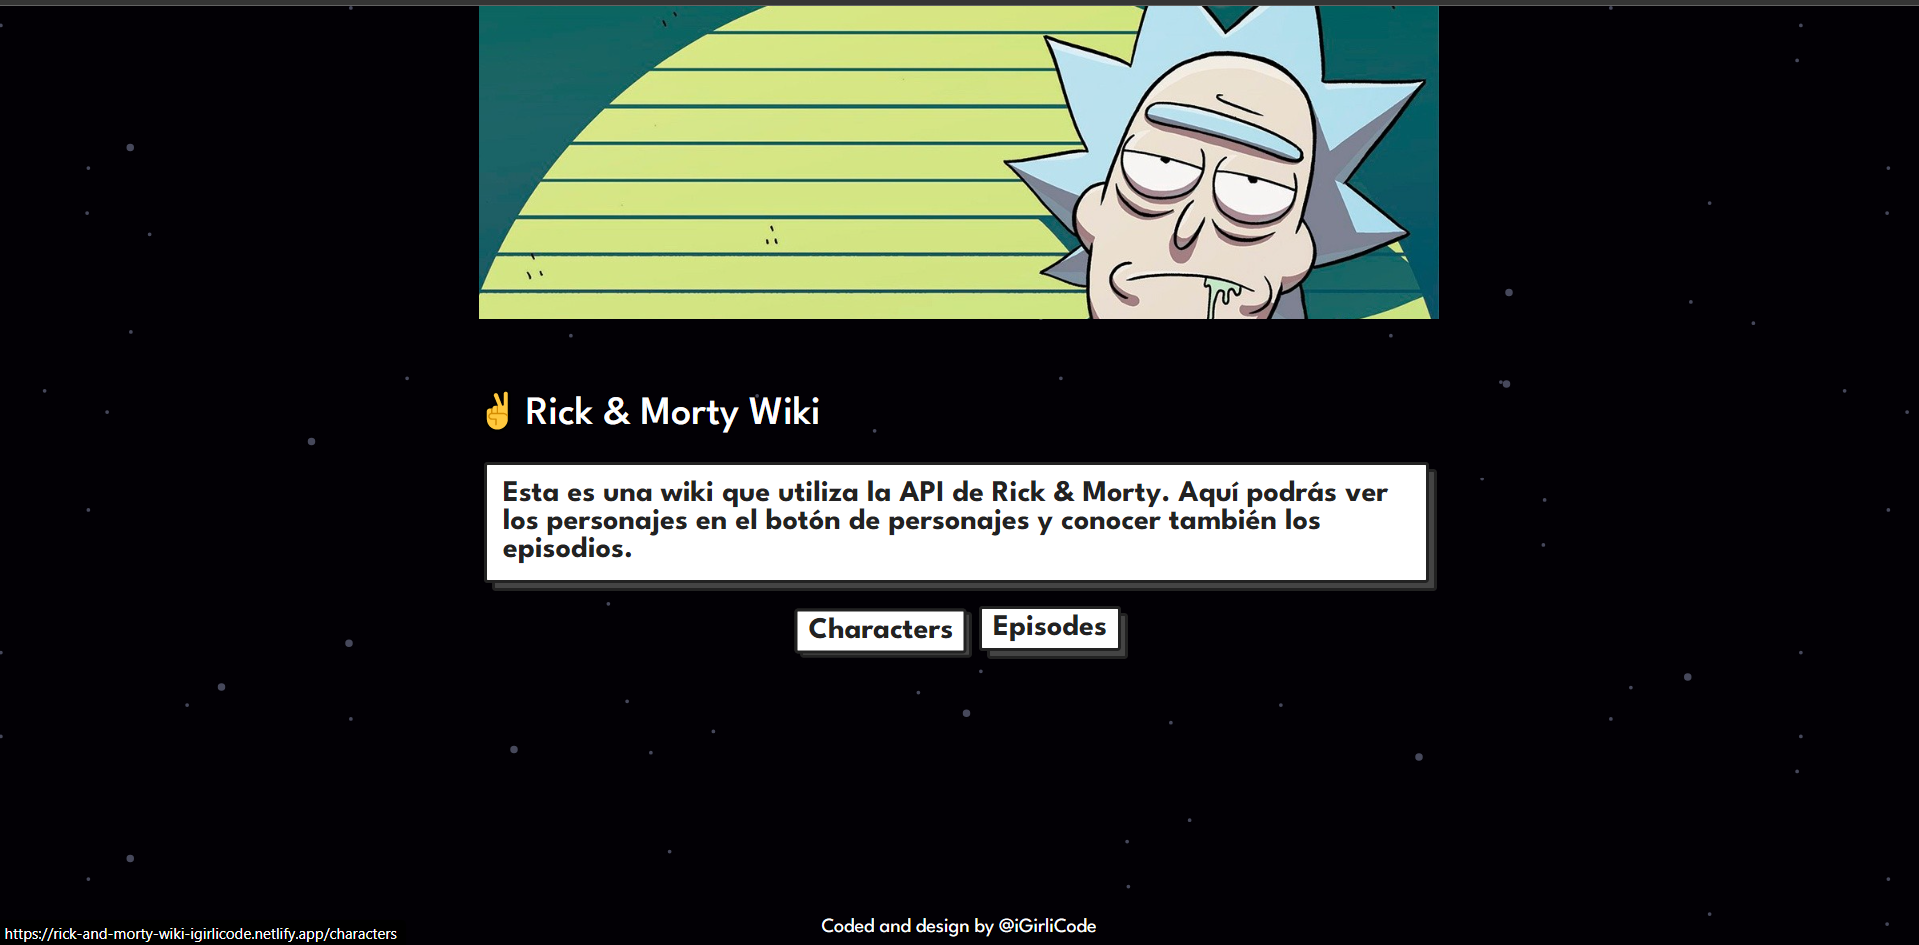 ✌ Rick & Morty Wiki
Esta es una wiki que utiliza la API de Rick & Morty. Aquí podrás ver
los personajes en el botón de personajes y conocer también los
episodios.
Characters Episodes
Coded and design by @iGirliCode
https://rick-and-morty-wiki-igirlicode.netlify.app/characters